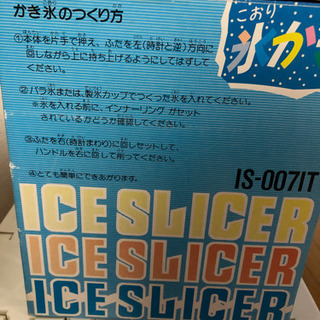 かき氷のつくり方
こおり
氷か
①本体を片手で押え、ふたを左(時計と逆)方向に
回しながら上に持ち上げるようにしてはずして
ください。
②バラ氷または、製氷カップでつくった氷を入れてください。
※氷を入れる前に、インナーリングがセット
されているかどうか確認してください。
③ふたを右(時計まわり)に回しセットして、
ハンドルを右に回して削ってください。
④とても簡単にできあがります。
IS-007IT
ICE SLICER
ICE SLICER
ICE SLICER